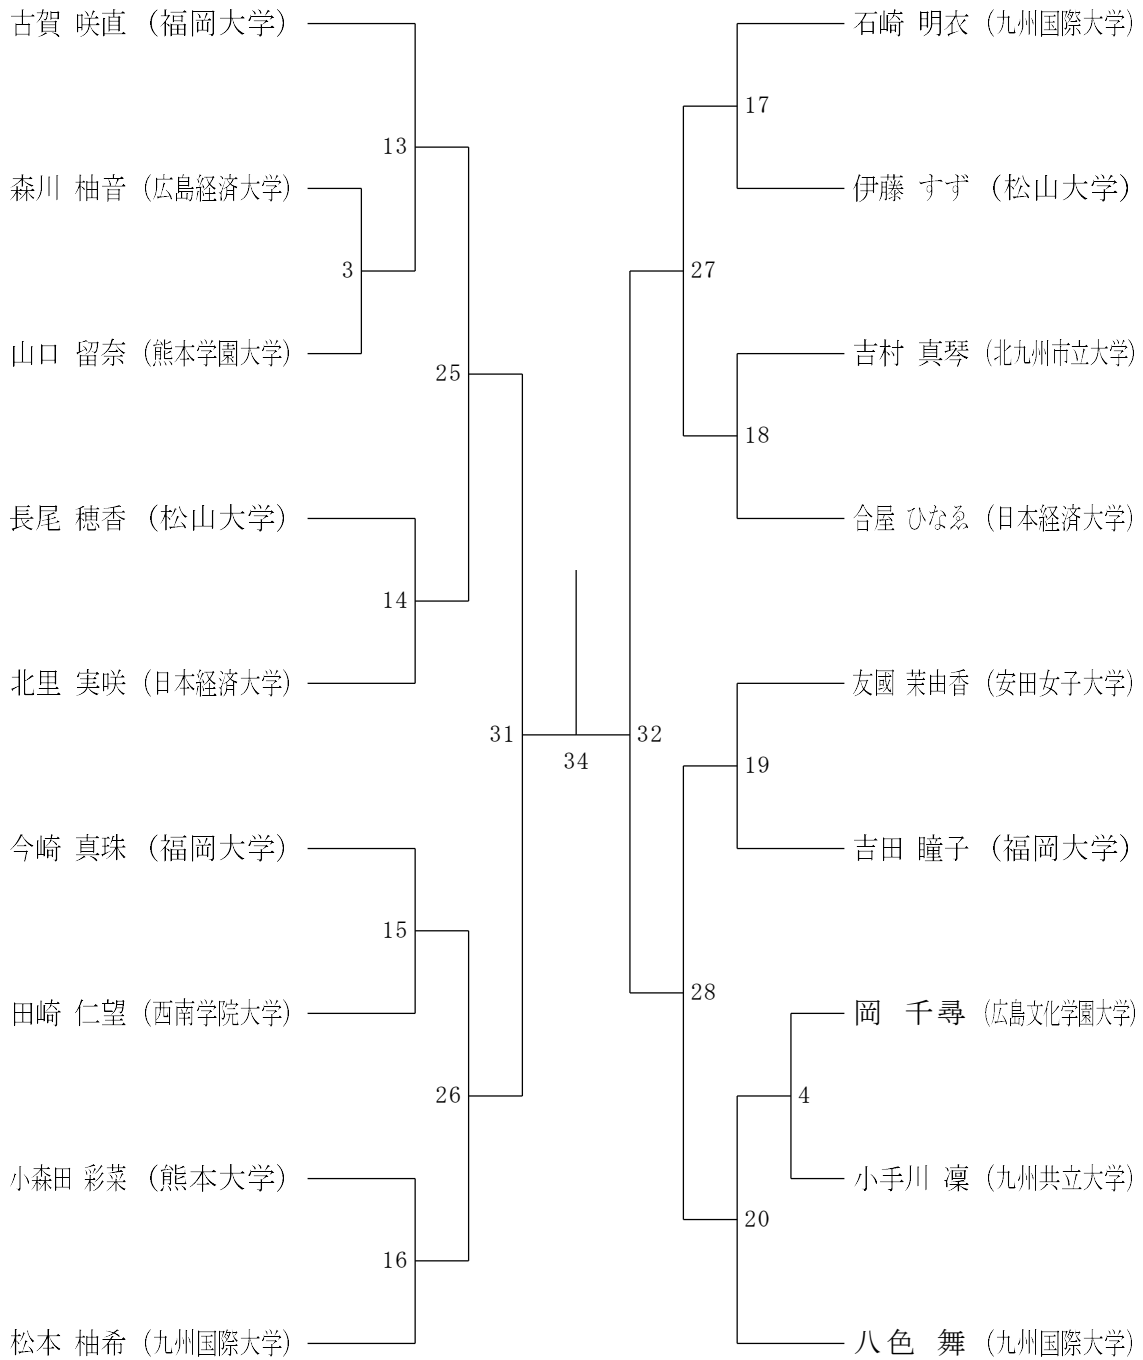 古賀 咲直 (福岡大学)
13
森川 柚音 (広島経済大学)
3
山口 留奈 (熊本学園大学)
25
長尾 穂香 (松山大学)
14
北里 実咲 (日本経済大学)
31
今崎 真珠 (福岡大学)
15
田崎 仁望 (西南学院大学)
26
小森田 彩菜 (熊本大学)
16
松本 柚希 (九州国際大学)
34
石崎 明衣 (九州国際大学)
17
伊藤 すず (松山大学)
27
吉村 真琴 (北九州市立大学)
18
合屋 ひなゑ (日本経済大学)
32
友國 茉由香 (安田女子大学)
19
吉田 瞳子 (福岡大学)
28
岡 千尋 (広島文化学園大学)
4
小手川 凜 (九州共立大学)
20
八色 舞 (九州国際大学)